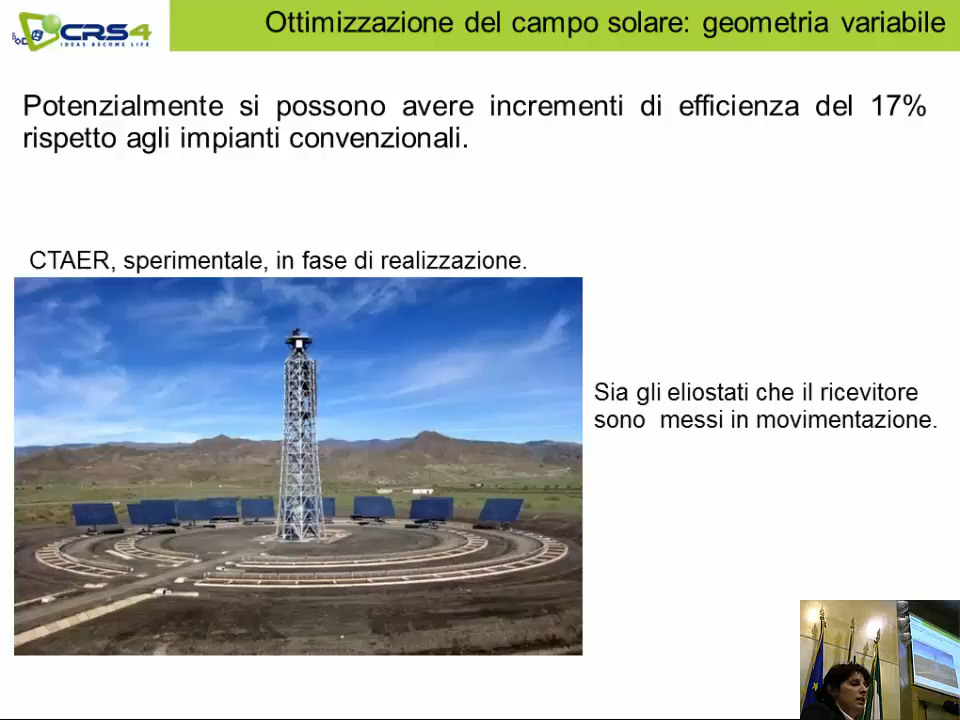 CRS4
IDEAS BECOME LIFE
Ottimizzazione del campo solare: geometria variabile
Potenzialmente si possono avere incrementi di efficienza del 17%
rispetto agli impianti convenzionali.
CTAER, sperimentale, in fase di realizzazione.
Sia gli eliostati che il ricevitore
sono messi in movimentazione.